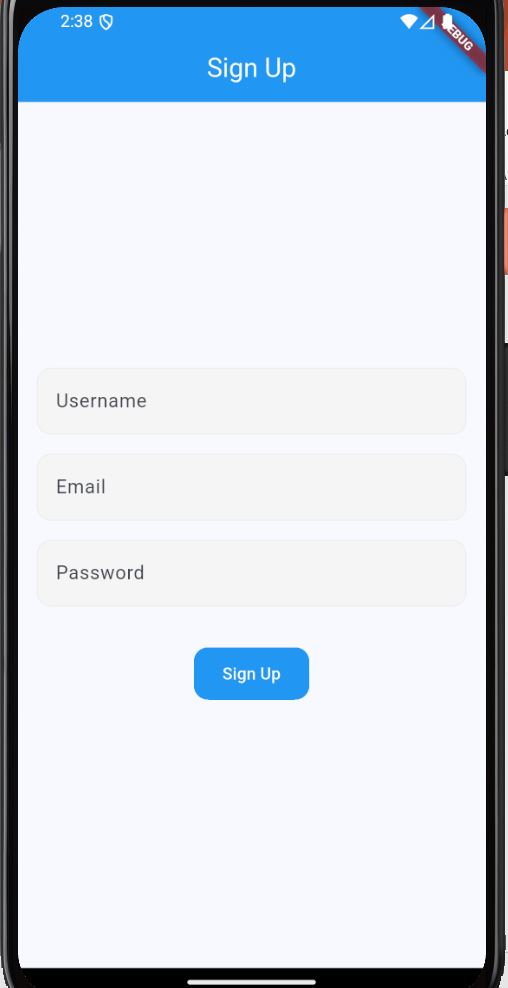 2:38
DEBUG
Sign Up
Username
Email
Password
Sign Up